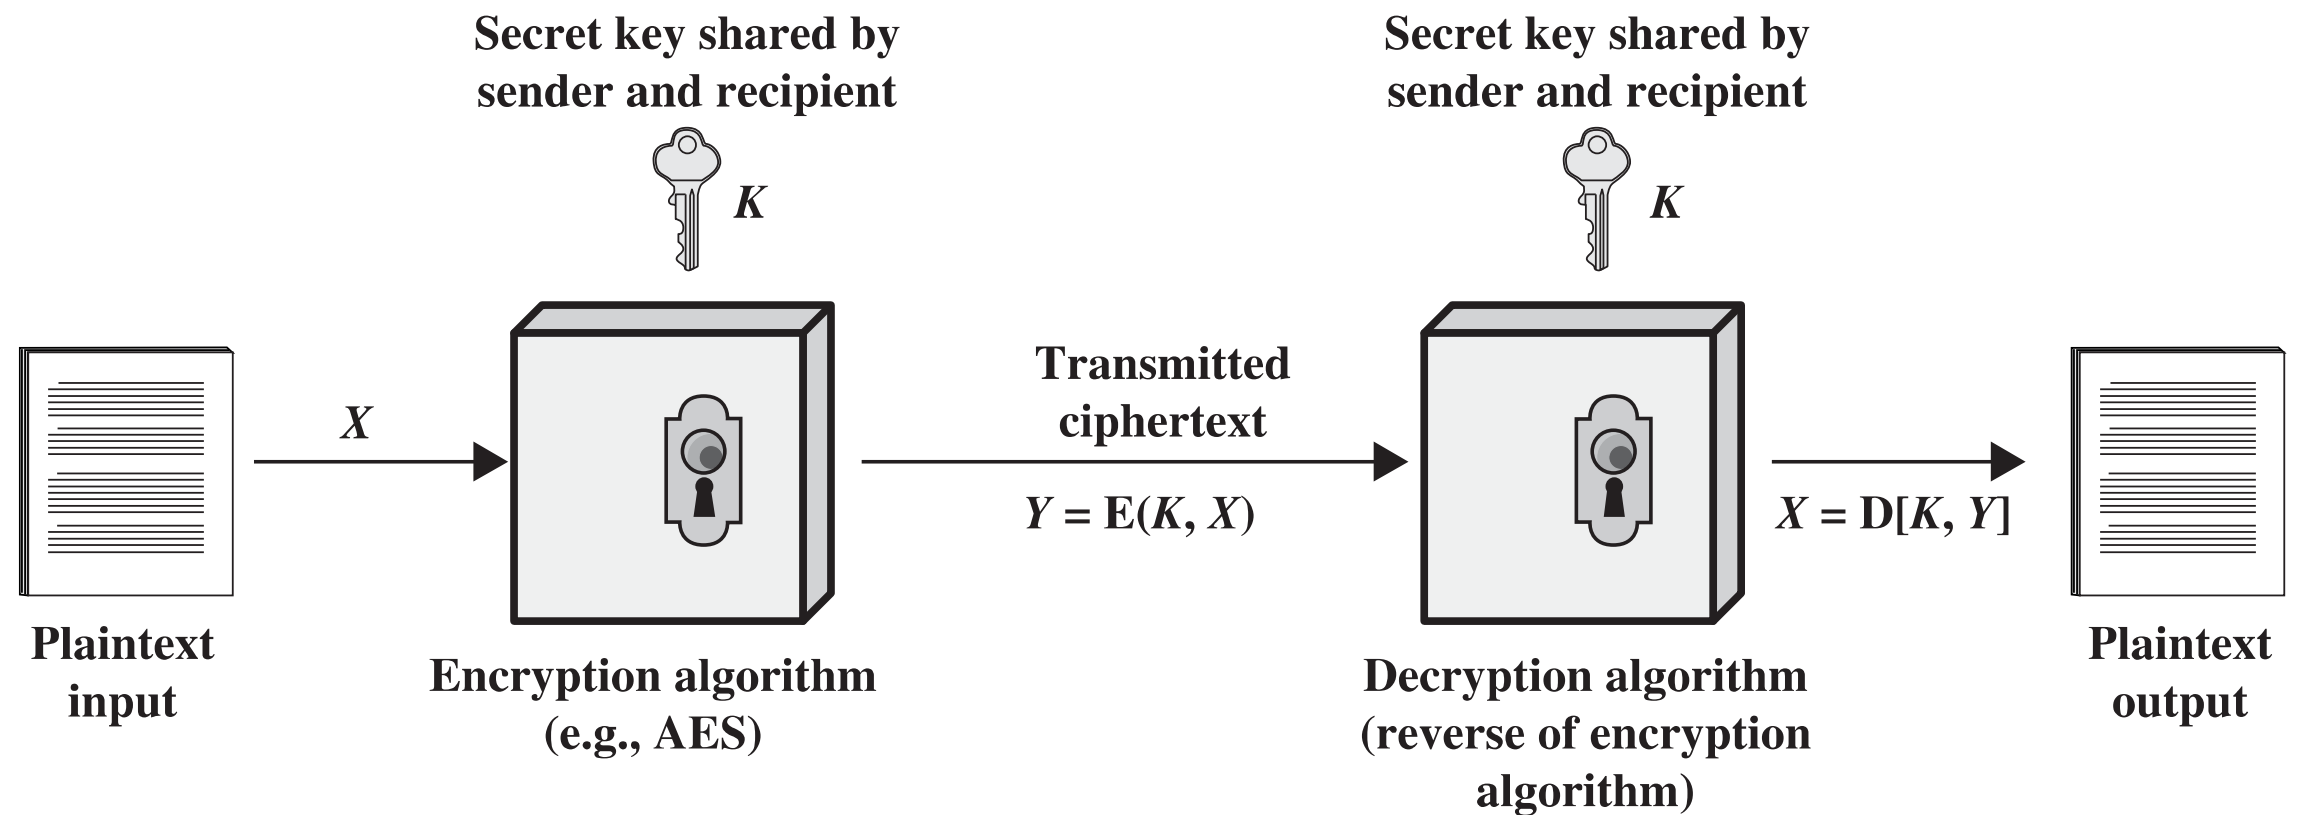 Secret key shared by
sender and recipient
K
Secret key shared by
sender and recipient
K
X
Transmitted
ciphertext
Y = E(K, X)
X = D[K, Y]
Plaintext
input
Encryption algorithm
(e.g., AES)
Decryption algorithm
(reverse of encryption
algorithm)
Plaintext
output